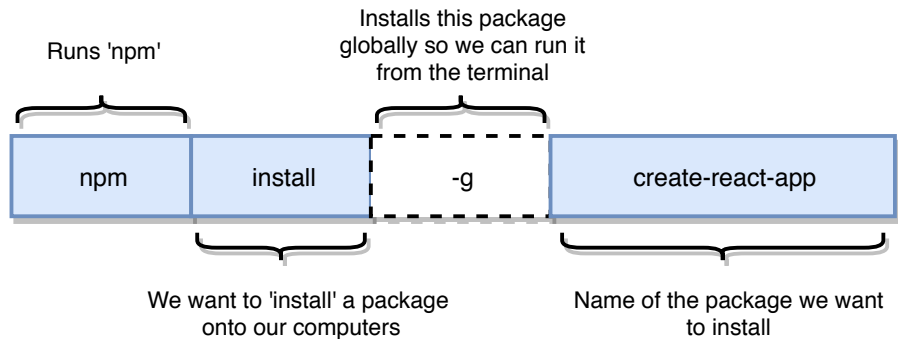 Installs this package
globally so we can run it
from the terminal
Runs 'npm'
npm
install
-g
create-react-app
We want to 'install' a package
onto our computers
Name of the package we want
to install